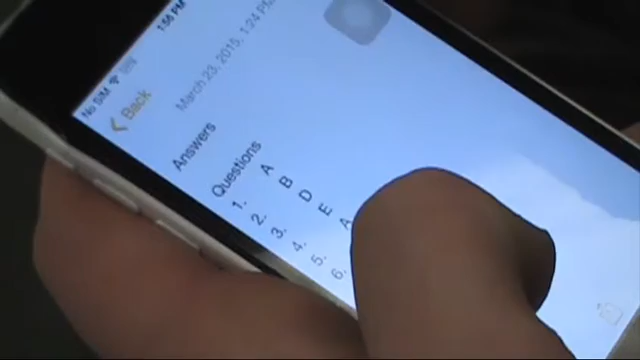 No SIM 1:56 PM
Back
March 23, 2015, 1:24 PM
Answers
Questions
1. A
2. B
3. D
4. E
5. A
6.